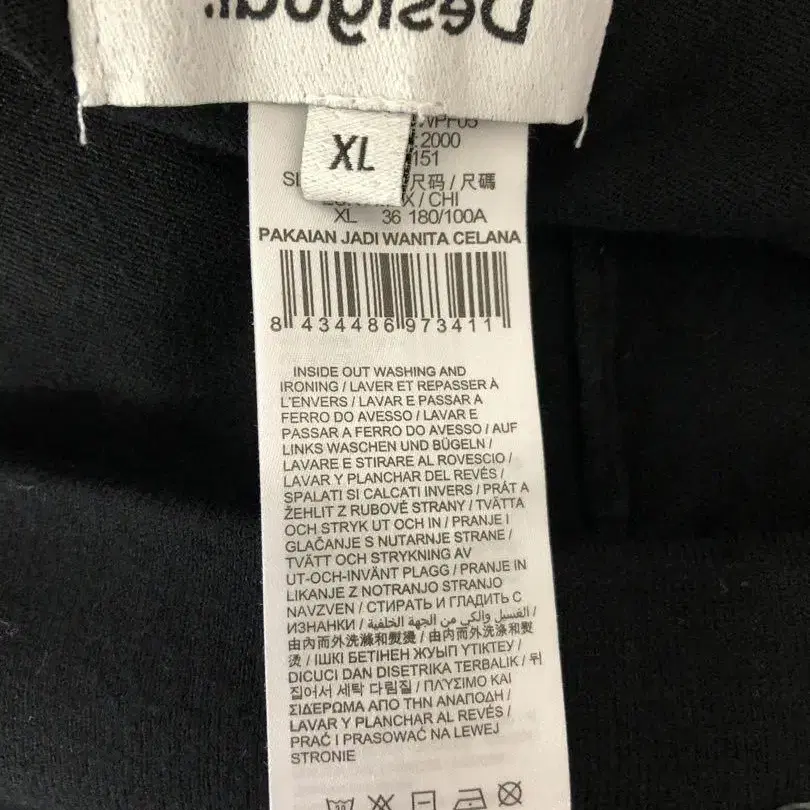 Desigual.
XL
WPF05
2000
151
尺码 / 尺碼
X / CHI
XL 36 180/100A
PAKAIAN JADI WANITA CELANA
8 434486 973411
INSIDE OUT WASHING AND
IRONING / LAVER ET REPASSER À
L'ENVERS / LAVAR E PASSAR A
FERRO DO AVESSO / LAVAR E
PASSAR A FERRO DO AVESSO / AUF
LINKS WASCHEN UND BÜGELN /
LAVARE E STIRARE AL ROVESCIO /
LAVAR Y PLANCHAR DEL REVÉS /
SPALATI SI CALCATI INVERS / PRÁT A
ŽEHLIT Z RUBOVÉ STRANY / TVÄTTA
OCH STRYK UT OCH IN / PRANJE I
GLAČANJE S NUTARNJE STRANE /
TVÄTT OCH STRYKNING AV
UT-OCH-INVÄNT PLAGG / PRANJE IN
LIKANJE Z NOTRANJO STRANJO
NAVZVEN / СТИРАТЬ И ГЛАДИТЬ С
ИЗНАНКИ / الغسيل والكي من الجهة الخلفية /
由內而外洗滌和熨燙 / 由内而外洗涤和熨
烫 / ІШКІ БЕТІНЕН ЖУЫП ҮТІКТЕУ /
DICUCI DAN DISETRIKA TERBALIK / 뒤
집어서 세탁 다림질 / ΠΛΥΣΙΜΟ ΚΑΙ
ΣΙΔΕΡΩΜΑ ΑΠΟ ΤΗΝ ΑΝΑΠΟΔΗ /
LAVAR Y PLANCHAR AL REVÉS /
PRAĆ I PRASOWAĆ NA LEWEJ
STRONIE